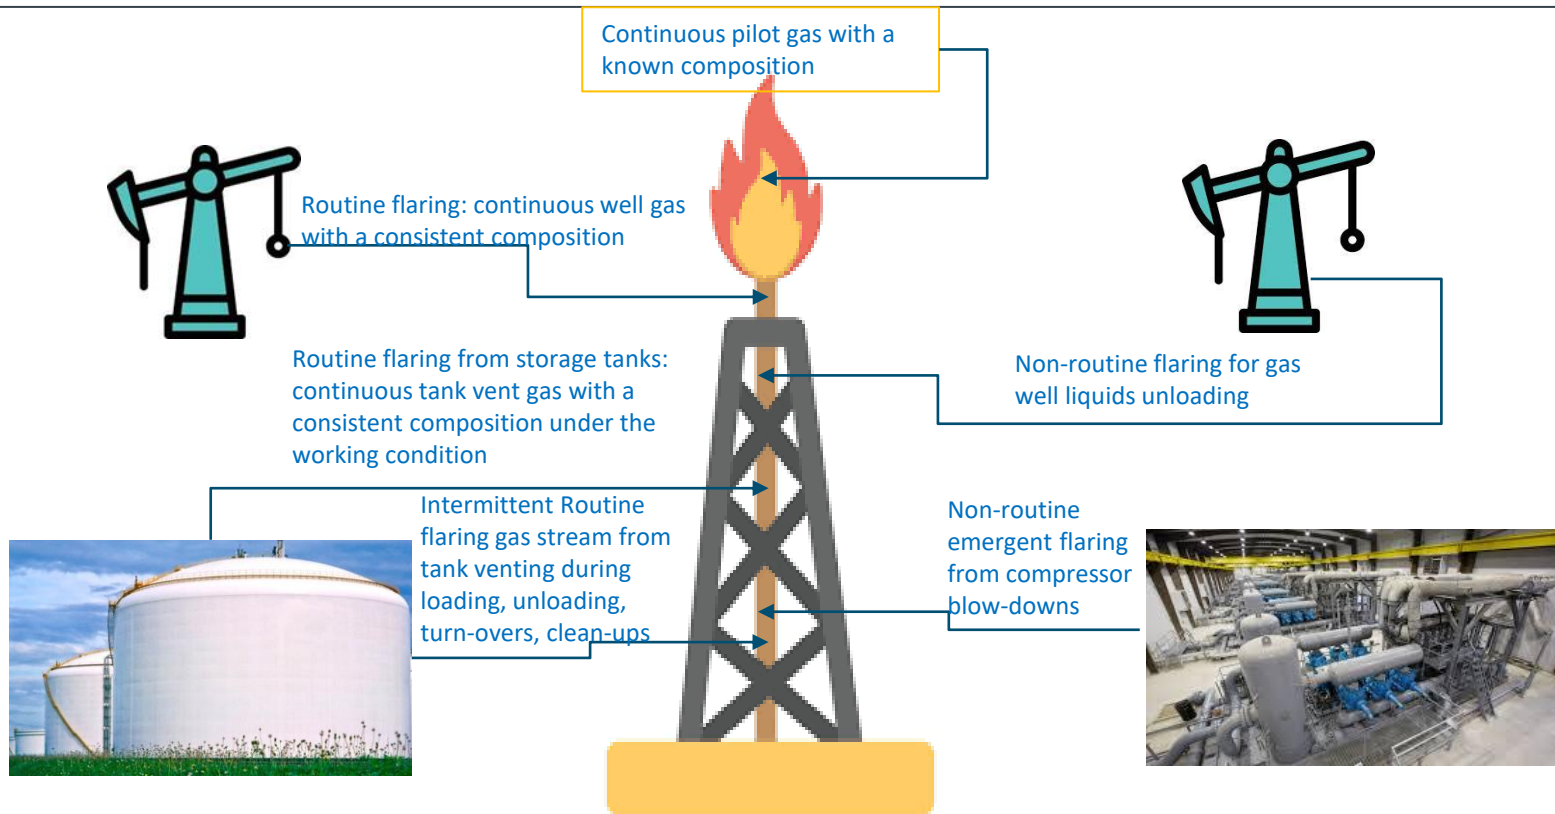 Continuous pilot gas with a
known composition
Routine flaring: continuous well gas
with a consistent composition
Routine flaring from storage tanks:
continuous tank vent gas with a
consistent composition under the
working condition
Non-routine flaring for gas
well liquids unloading
Intermittent Routine
flaring gas stream from
tank venting during
loading, unloading,
turn-overs, clean-ups
Non-routine
emergent flaring
from compressor
blow-downs